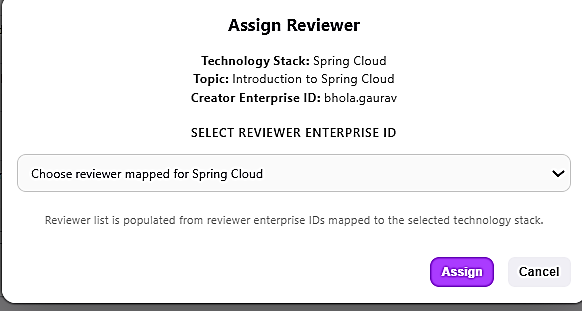 Assign Reviewer
Technology Stack: Spring Cloud
Topic: Introduction to Spring Cloud
Creator Enterprise ID: bhola.gaurav
SELECT REVIEWER ENTERPRISE ID
Choose reviewer mapped for Spring Cloud
Reviewer list is populated from reviewer enterprise IDs mapped to the selected technology stack.
Assign
Cancel